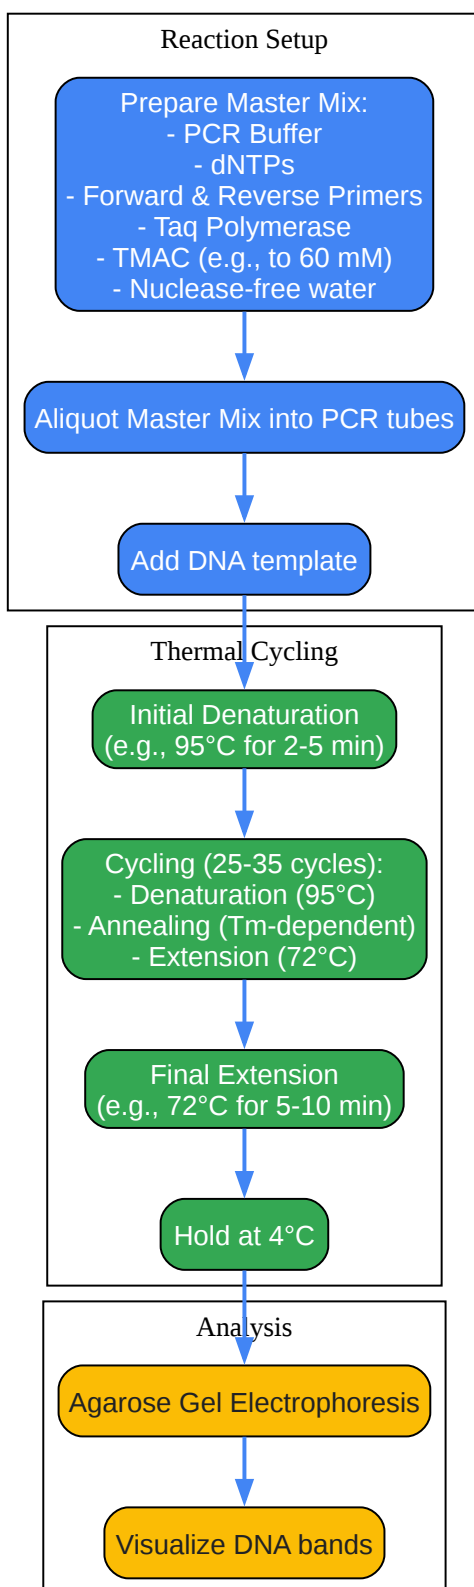 Reaction Setup
Prepare Master Mix:
- PCR Buffer
- dNTPs
- Forward & Reverse Primers
- Taq Polymerase
- TMAC (e.g., to 60 mM)
- Nuclease-free water
Aliquot Master Mix into PCR tubes
Add DNA template
Thermal Cycling
Initial Denaturation
(e.g., 95°C for 2-5 min)
Cycling (25-35 cycles):
- Denaturation (95°C)
- Annealing (Tm-dependent)
- Extension (72°C)
Final Extension
(e.g., 72°C for 5-10 min)
Hold at 4°C
Analysis
Agarose Gel Electrophoresis
Visualize DNA bands